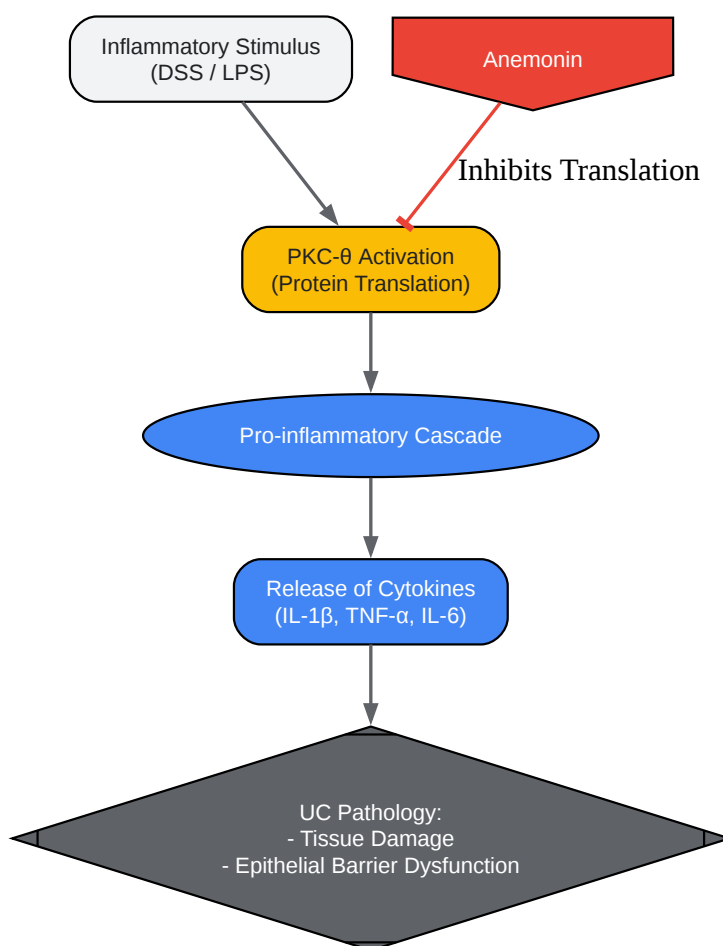 Inflammatory Stimulus
(DSS / LPS)
Anemonin
Inhibits Translation
PKC-θ Activation
(Protein Translation)
Pro-inflammatory Cascade
Release of Cytokines
(IL-1β, TNF-α, IL-6)
UC Pathology:
- Tissue Damage
- Epithelial Barrier Dysfunction